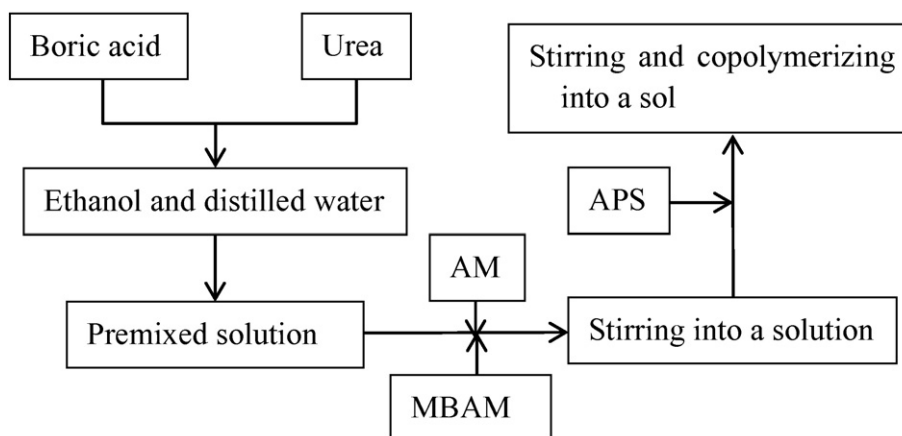 Boric acid
Urea
Ethanol and distilled water
Premixed solution
AM
MBAM
Stirring into a solution
APS
Stirring and copolymerizing
into a sol